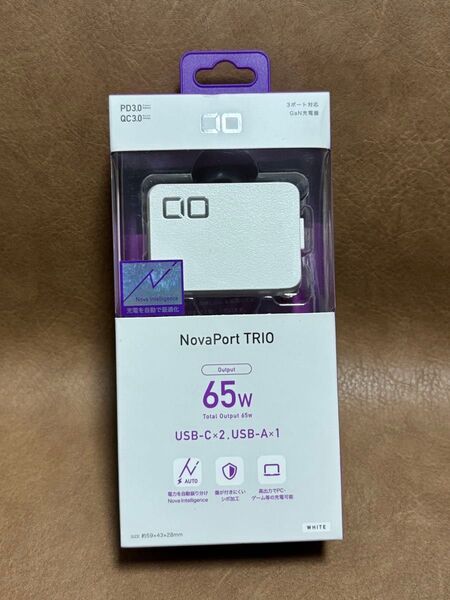 PD3.0
QC3.0
CIO
3ポート対応
GaN充電器
CIO
Nova Intelligence
充電を自動で最適化
NovaPort TRIO
Output
65W
Total Output 65w
USB-C×2, USB-A×1
AUTO
電力を自動振り分け
Nova Intelligence
傷が付きにくい
シボ加工
高出力でPC・
ゲーム等の充電可能
SIZE 約59×43×28mm
WHITE